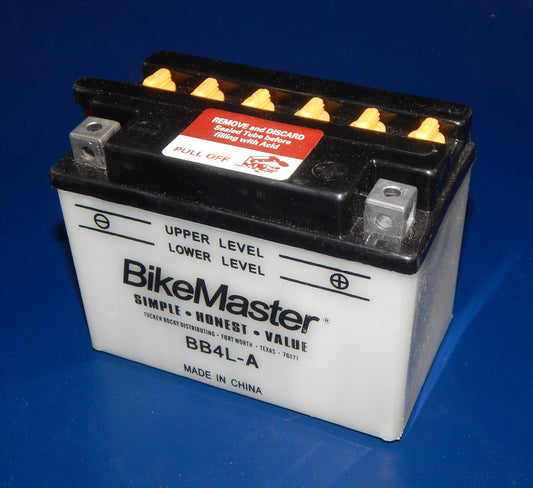 REMOVE and DISCARD
Sealed Tube before
filling with Acid
PULL OFF
UPPER LEVEL
LOWER LEVEL
BikeMaster®
SIMPLE • HONEST • VALUE
TUCKER ROCKY DISTRIBUTING - FORT WORTH - TEXAS - 76177
BB4L-A
MADE IN CHINA